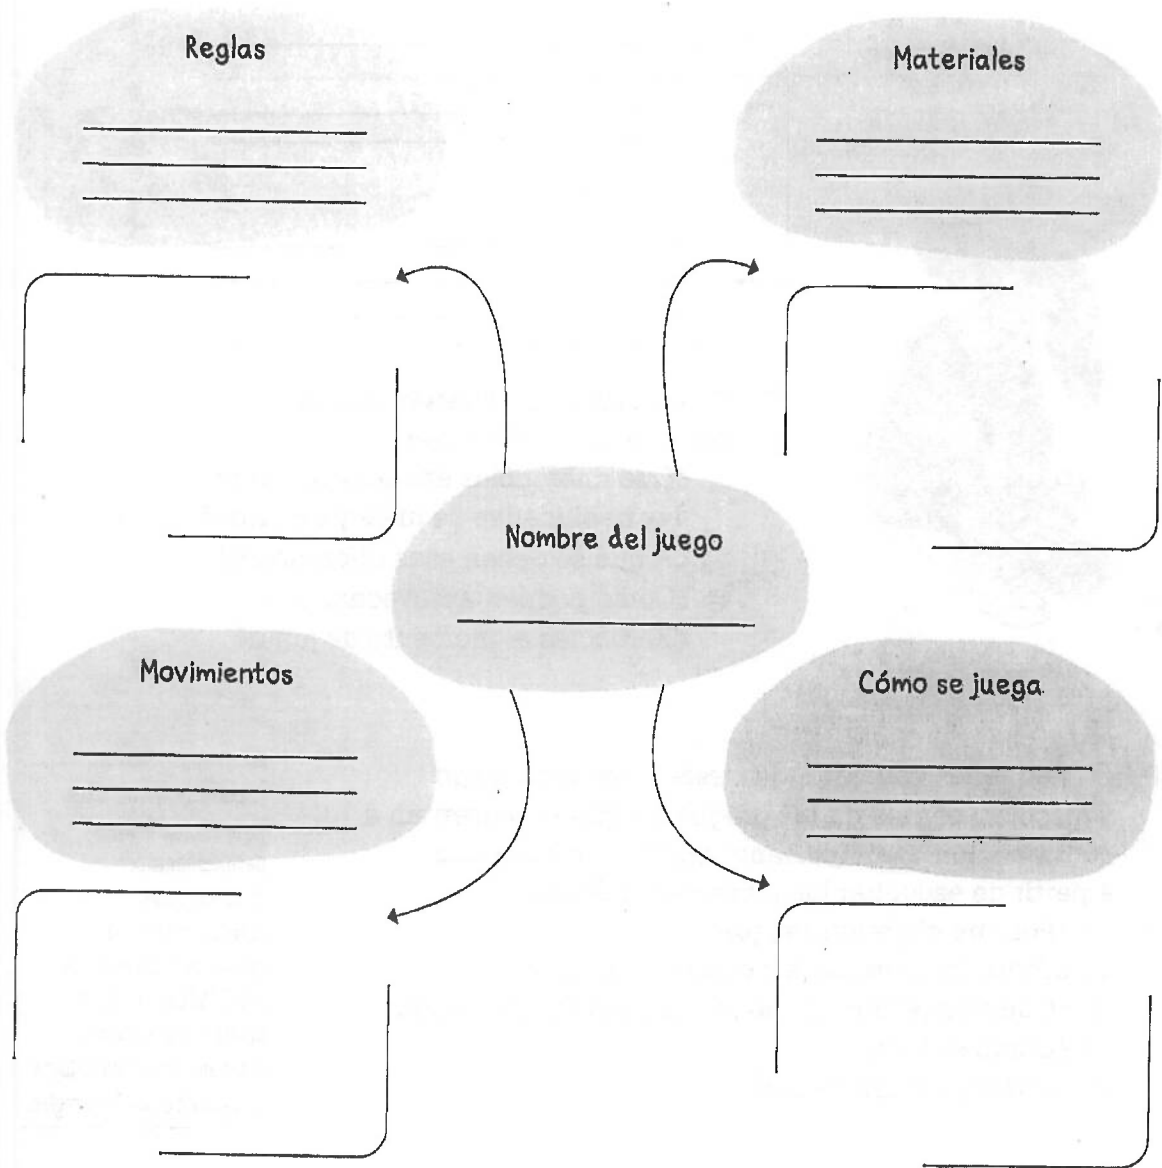 Reglas
Materiales
Nombre del juego
Movimientos
Cómo se juega